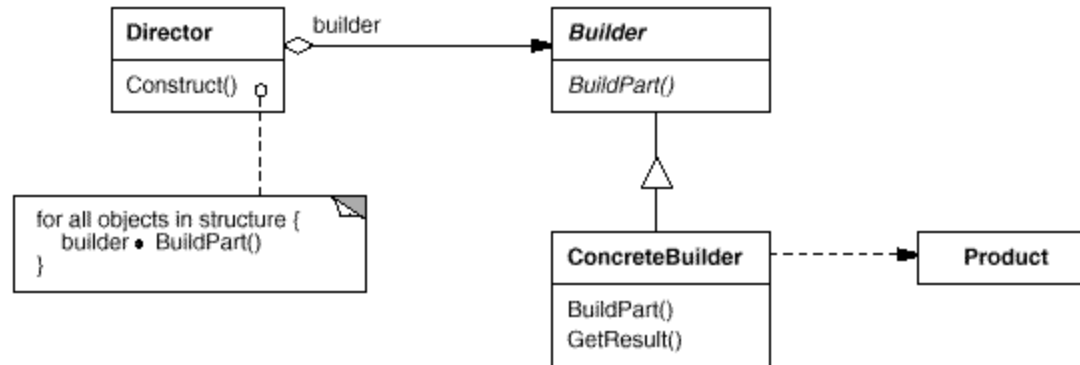 Director
builder
Builder
Construct()
BuildPart()
for all objects in structure {
builder • BuildPart()
}
ConcreteBuilder
Product
BuildPart()
GetResult()